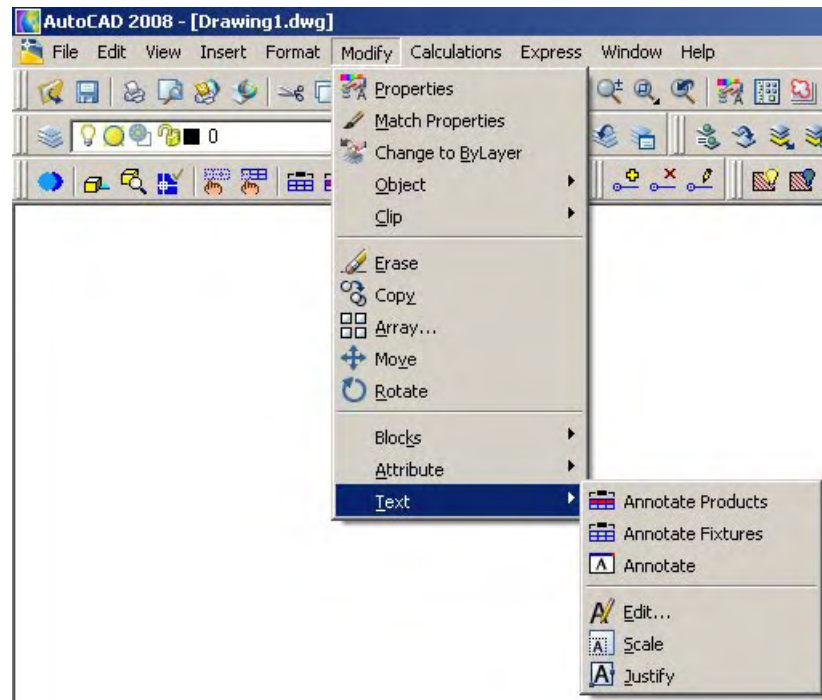 AutoCAD 2008 - [Drawing1.dwg]
File Edit View Insert Format Modify Calculations Express Window Help
Properties
Match Properties
0
Change to ByLayer
Object
Clip
Erase
Copy
Array...
Move
Rotate
Blocks
Attribute
Text
Annotate Products
Annotate Fixtures
A Annotate
A Edit...
A Scale
A Justify